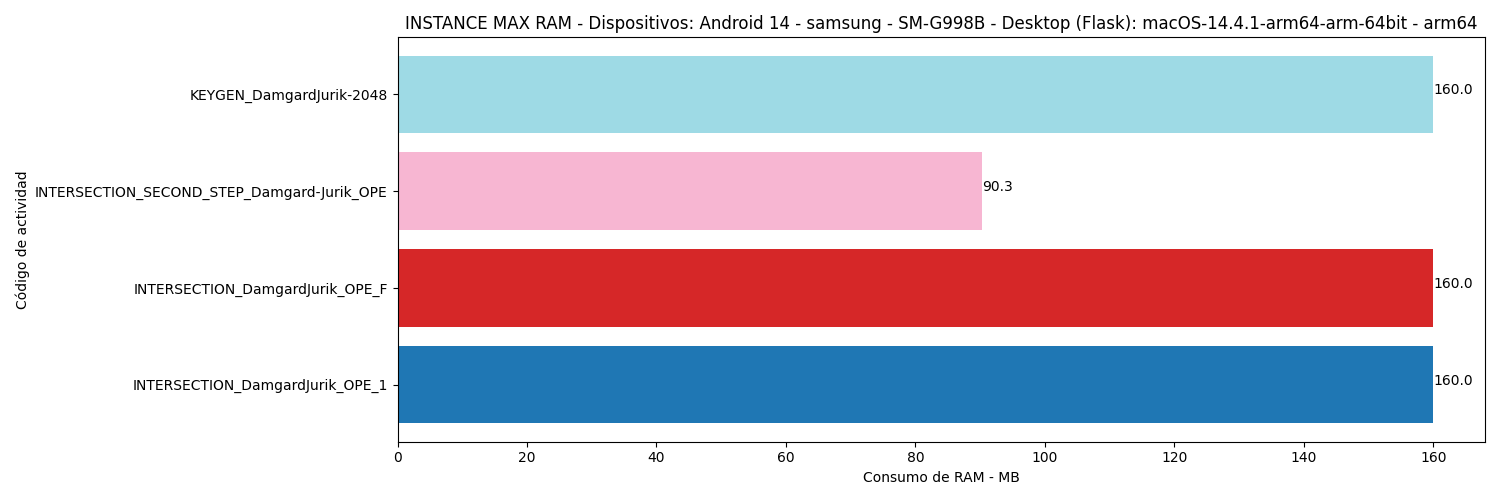 INSTANCE MAX RAM - Dispositivos: Android 14 - samsung - SM-G998B - Desktop (Flask): macOS-14.4.1-arm64-arm-64bit - arm64
Código de actividad
KEYGEN_DamgardJurik-2048
160.0
INTERSECTION_SECOND_STEP_Damgard-Jurik_OPE
90.3
INTERSECTION_DamgardJurik_OPE_F
160.0
INTERSECTION_DamgardJurik_OPE_1
160.0
0 20 40 60 80 100 120 140 160
Consumo de RAM - MB